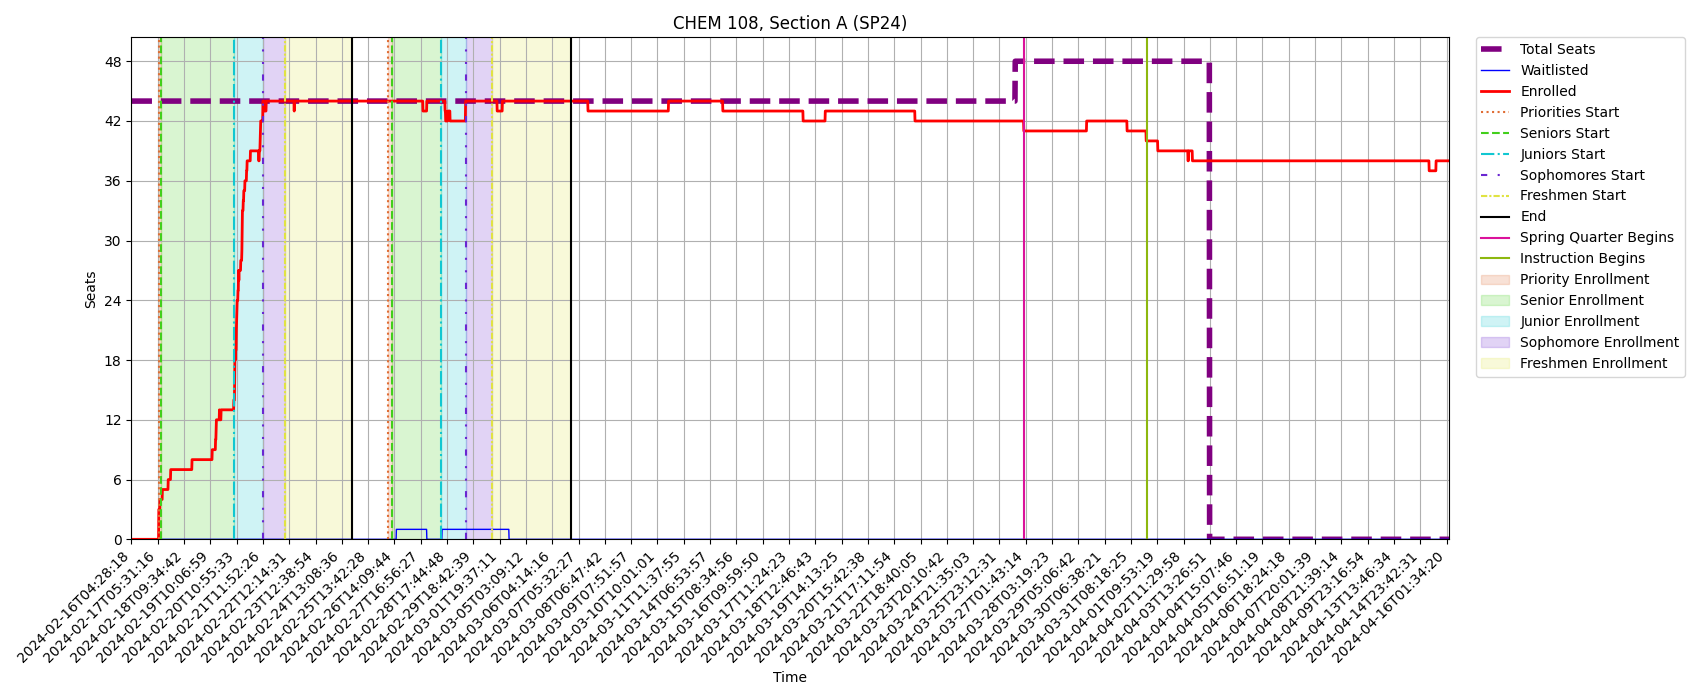 CHEM 108, Section A (SP24)
Seats
48
42
36
30
24
18
12
6
0
2024-02-16T04:28:18
2024-02-17T05:31:16
2024-02-18T09:34:42
2024-02-19T10:06:59
2024-02-20T10:55:33
2024-02-21T11:52:26
2024-02-22T12:14:31
2024-02-23T12:38:54
2024-02-24T13:08:36
2024-02-25T13:42:28
2024-02-26T14:09:44
2024-02-27T16:56:27
2024-02-28T17:44:48
2024-02-29T18:42:39
2024-03-01T19:37:11
2024-03-05T03:09:12
2024-03-06T04:14:16
2024-03-07T05:32:27
2024-03-08T06:47:42
2024-03-09T07:51:57
2024-03-10T10:01:01
2024-03-11T11:37:55
2024-03-14T06:53:57
2024-03-15T08:34:56
2024-03-16T09:59:50
2024-03-17T11:24:23
2024-03-18T12:46:43
2024-03-19T14:13:25
2024-03-20T15:42:38
2024-03-21T17:11:54
2024-03-22T18:40:05
2024-03-23T20:10:42
2024-03-24T21:35:03
2024-03-25T23:12:31
2024-03-27T01:43:14
2024-03-28T03:19:23
2024-03-29T05:06:42
2024-03-30T06:38:21
2024-03-31T08:18:25
2024-04-01T09:53:19
2024-04-02T11:29:58
2024-04-03T13:26:51
2024-04-04T15:07:46
2024-04-05T16:51:19
2024-04-06T18:24:18
2024-04-07T20:01:39
2024-04-08T21:39:14
2024-04-09T23:16:54
2024-04-13T13:46:34
2024-04-14T23:42:31
2024-04-16T01:34:20
Time
Total Seats
Waitlisted
Enrolled
Priorities Start
Seniors Start
Juniors Start
Sophomores Start
Freshmen Start
End
Spring Quarter Begins
Instruction Begins
Priority Enrollment
Senior Enrollment
Junior Enrollment
Sophomore Enrollment
Freshmen Enrollment